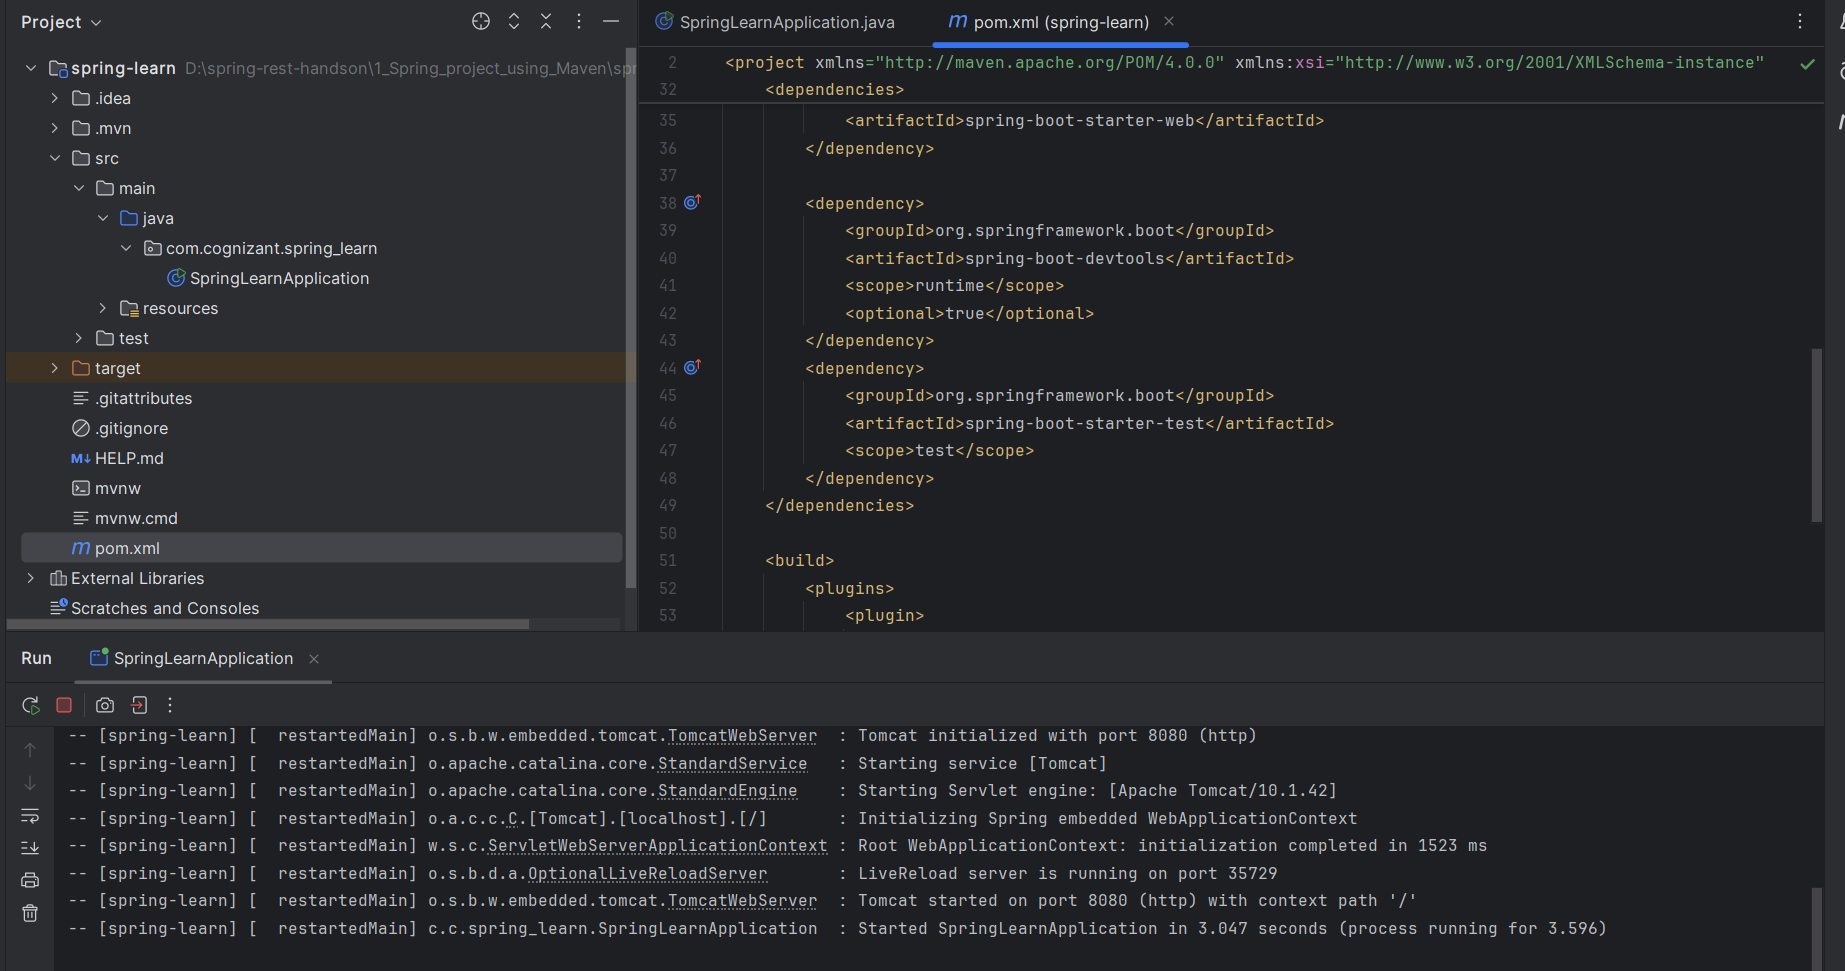 Project
spring-learn D:\spring-rest-handson\1_Spring_project_using_Maven\spr
.idea
.mvn
src
main
java
com.cognizant.spring_learn
SpringLearnApplication
resources
test
target
.gitattributes
.gitignore
HELP.md
mvnw
mvnw.cmd
pom.xml
External Libraries
Scratches and Consoles
SpringLearnApplication.java
pom.xml (spring-learn)
2 <project xmlns="http://maven.apache.org/POM/4.0.0" xmlns:xsi="http://www.w3.org/2001/XMLSchema-instance"
32 <dependencies>
35 <artifactId>spring-boot-starter-web</artifactId>
36 </dependency>
37
38 <dependency>
39 <groupId>org.springframework.boot</groupId>
40 <artifactId>spring-boot-devtools</artifactId>
41 <scope>runtime</scope>
42 <optional>true</optional>
43 </dependency>
44 <dependency>
45 <groupId>org.springframework.boot</groupId>
46 <artifactId>spring-boot-starter-test</artifactId>
47 <scope>test</scope>
48 </dependency>
49 </dependencies>
50
51 <build>
52 <plugins>
53 <plugin>
Run SpringLearnApplication
-- [spring-learn] [  restartedMain] o.s.b.w.embedded.tomcat.TomcatWebServer  : Tomcat initialized with port 8080 (http)
-- [spring-learn] [  restartedMain] o.apache.catalina.core.StandardService   : Starting service [Tomcat]
-- [spring-learn] [  restartedMain] o.apache.catalina.core.StandardEngine    : Starting Servlet engine: [Apache Tomcat/10.1.42]
-- [spring-learn] [  restartedMain] o.a.c.c.C.[Tomcat].[localhost].[/]       : Initializing Spring embedded WebApplicationContext
-- [spring-learn] [  restartedMain] w.s.c.ServletWebServerApplicationContext : Root WebApplicationContext: initialization completed in 1523 ms
-- [spring-learn] [  restartedMain] o.s.b.d.a.OptionalLiveReloadServer       : LiveReload server is running on port 35729
-- [spring-learn] [  restartedMain] o.s.b.w.embedded.tomcat.TomcatWebServer  : Tomcat started on port 8080 (http) with context path '/'
-- [spring-learn] [  restartedMain] c.c.spring_learn.SpringLearnApplication  : Started SpringLearnApplication in 3.047 seconds (process running for 3.596)